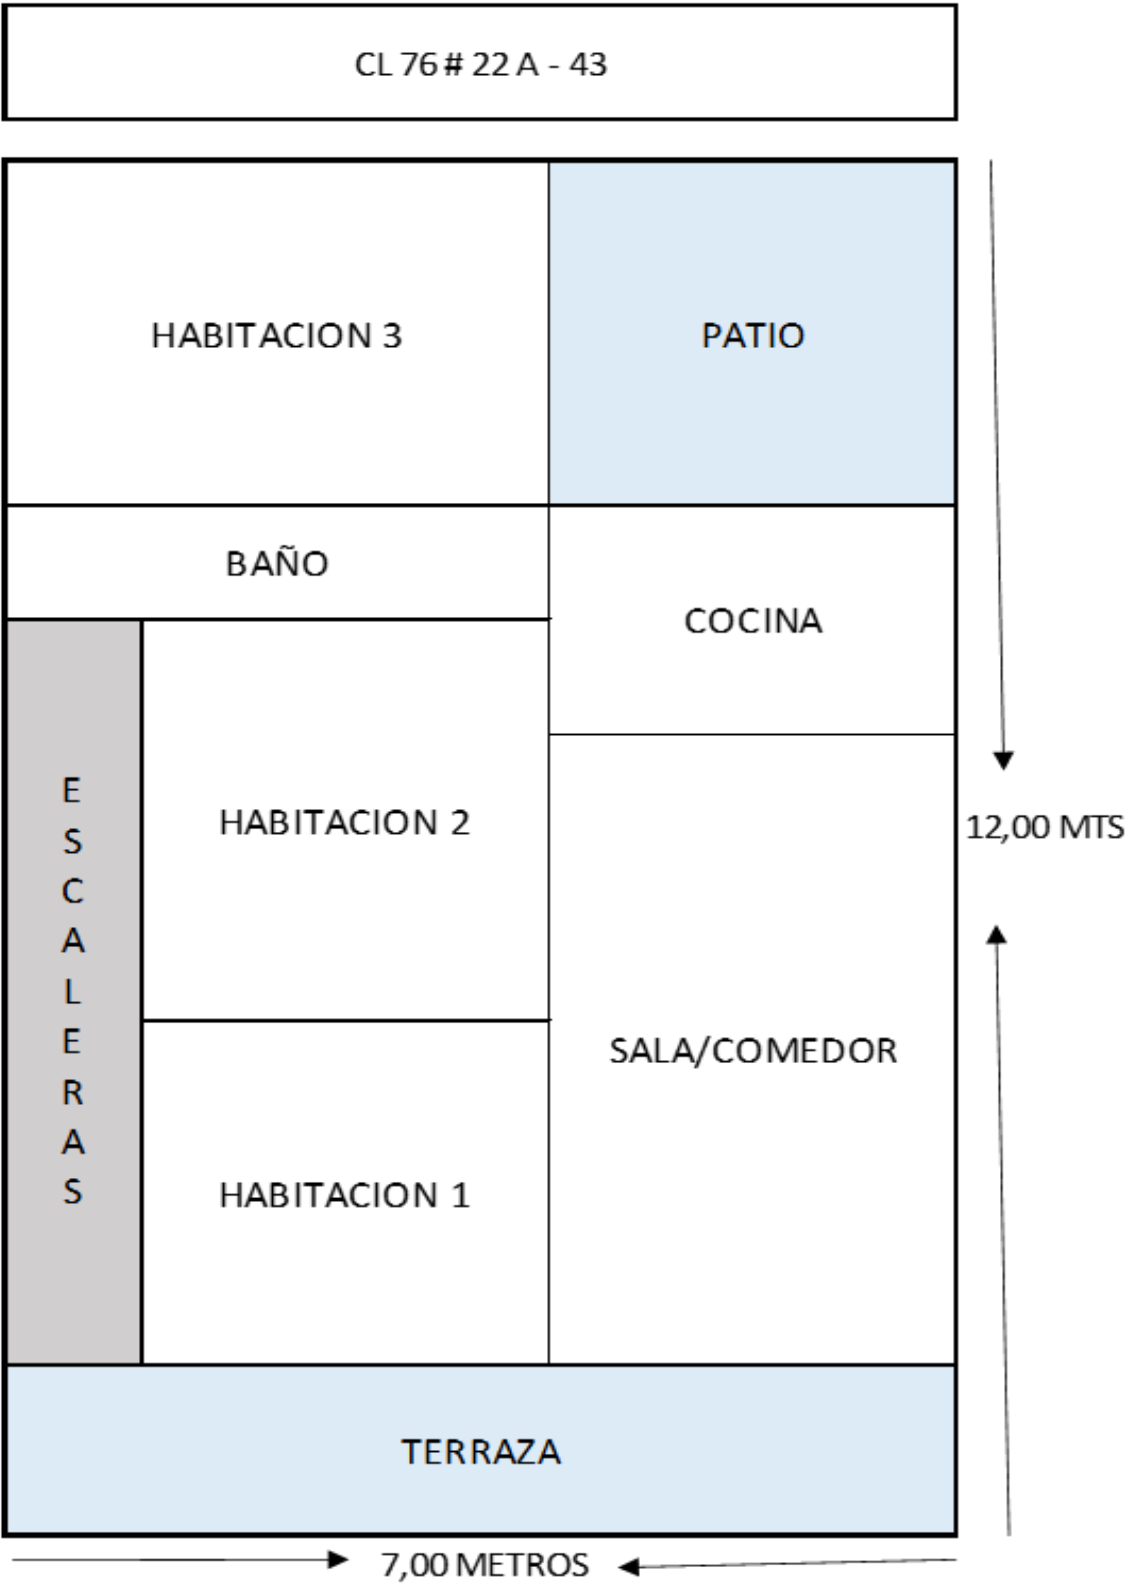 CL 76 # 22 A - 43
HABITACION 3
PATIO
BAÑO
COCINA
E
S
C
A
L
E
R
A
S
HABITACION 2
12,00 MTS
SALA/COMEDOR
HABITACION 1
TERRAZA
7,00 METROS